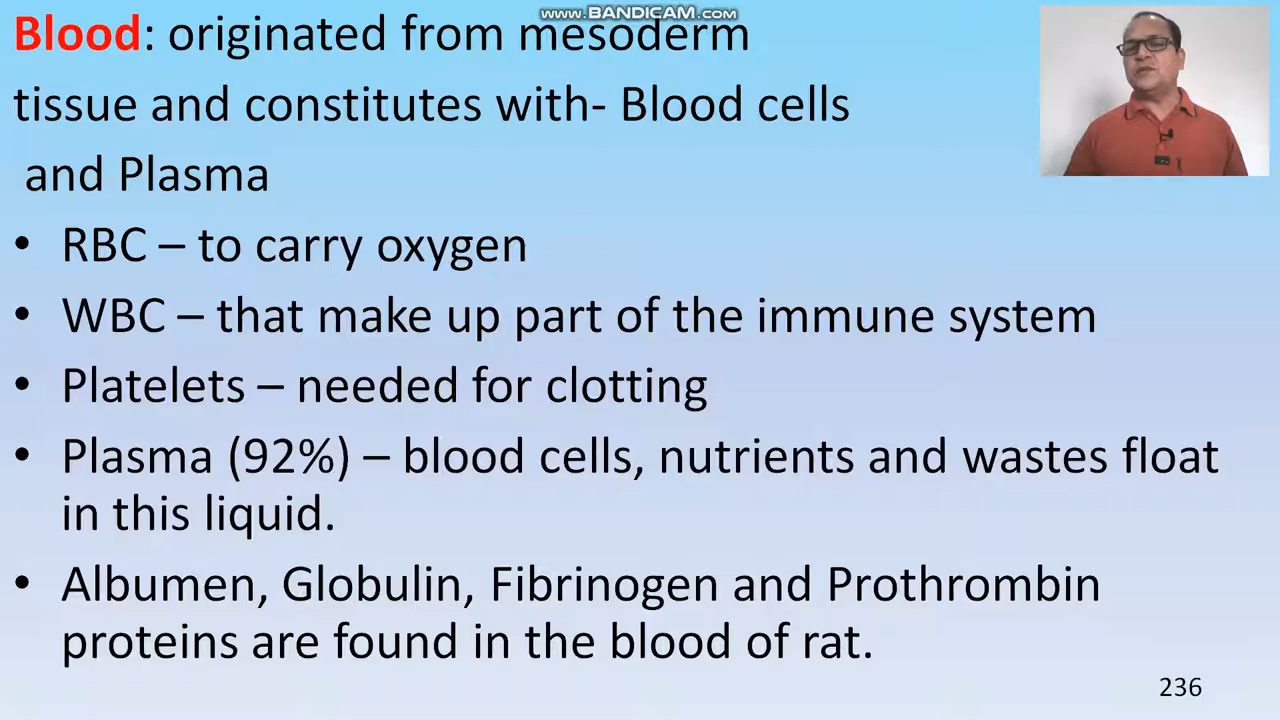 www.BANDICAM.com
Blood: originated from mesoderm
tissue and constitutes with- Blood cells
and Plasma
• RBC – to carry oxygen
• WBC – that make up part of the immune system
• Platelets – needed for clotting
• Plasma (92%) – blood cells, nutrients and wastes float
in this liquid.
• Albumen, Globulin, Fibrinogen and Prothrombin
proteins are found in the blood of rat.
236